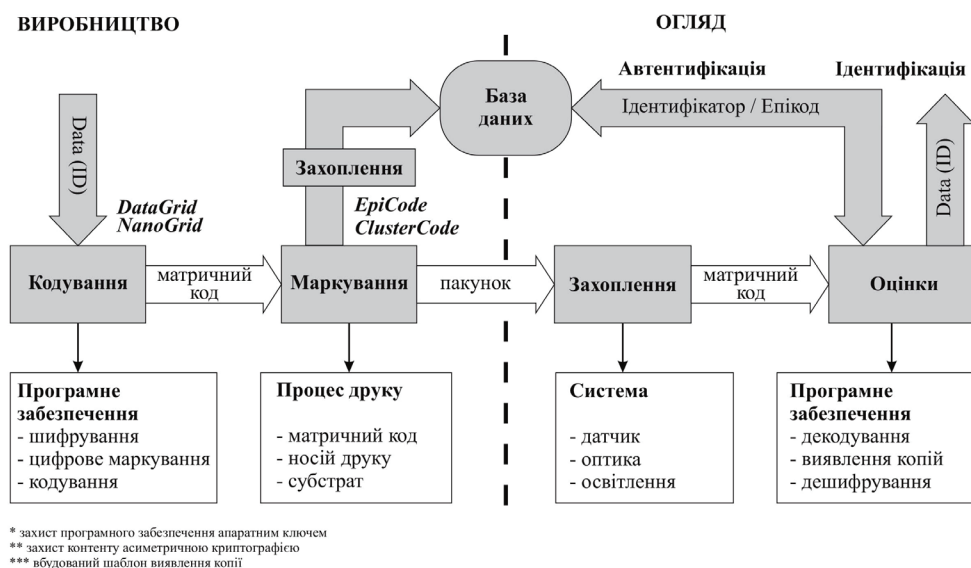 ВИРОБНИЦТВО
ОГЛЯД
Автентифікація
Ідентифікація
База
даних
Ідентифікатор / Епікод
Data (ID)
Data (ID)
Захоплення
DataGrid
NanoGrid
EpiCode
ClusterCode
Кодування
матричний
код
Маркування
пакунок
Захоплення
матричний
код
Оцінки
Програмне
забезпечення
- шифрування
- цифрове маркування
- кодування
Процес друку
- матричний код
- носій друку
- субстрат
Система
- датчик
- оптика
- освітлення
Програмне
забезпечення
- декодування
- виявлення копій
- дешифрування
* захист програмного забезпечення апаратним ключем
** захист контенту асиметричною криптографією
*** вбудований шаблон виявлення копії